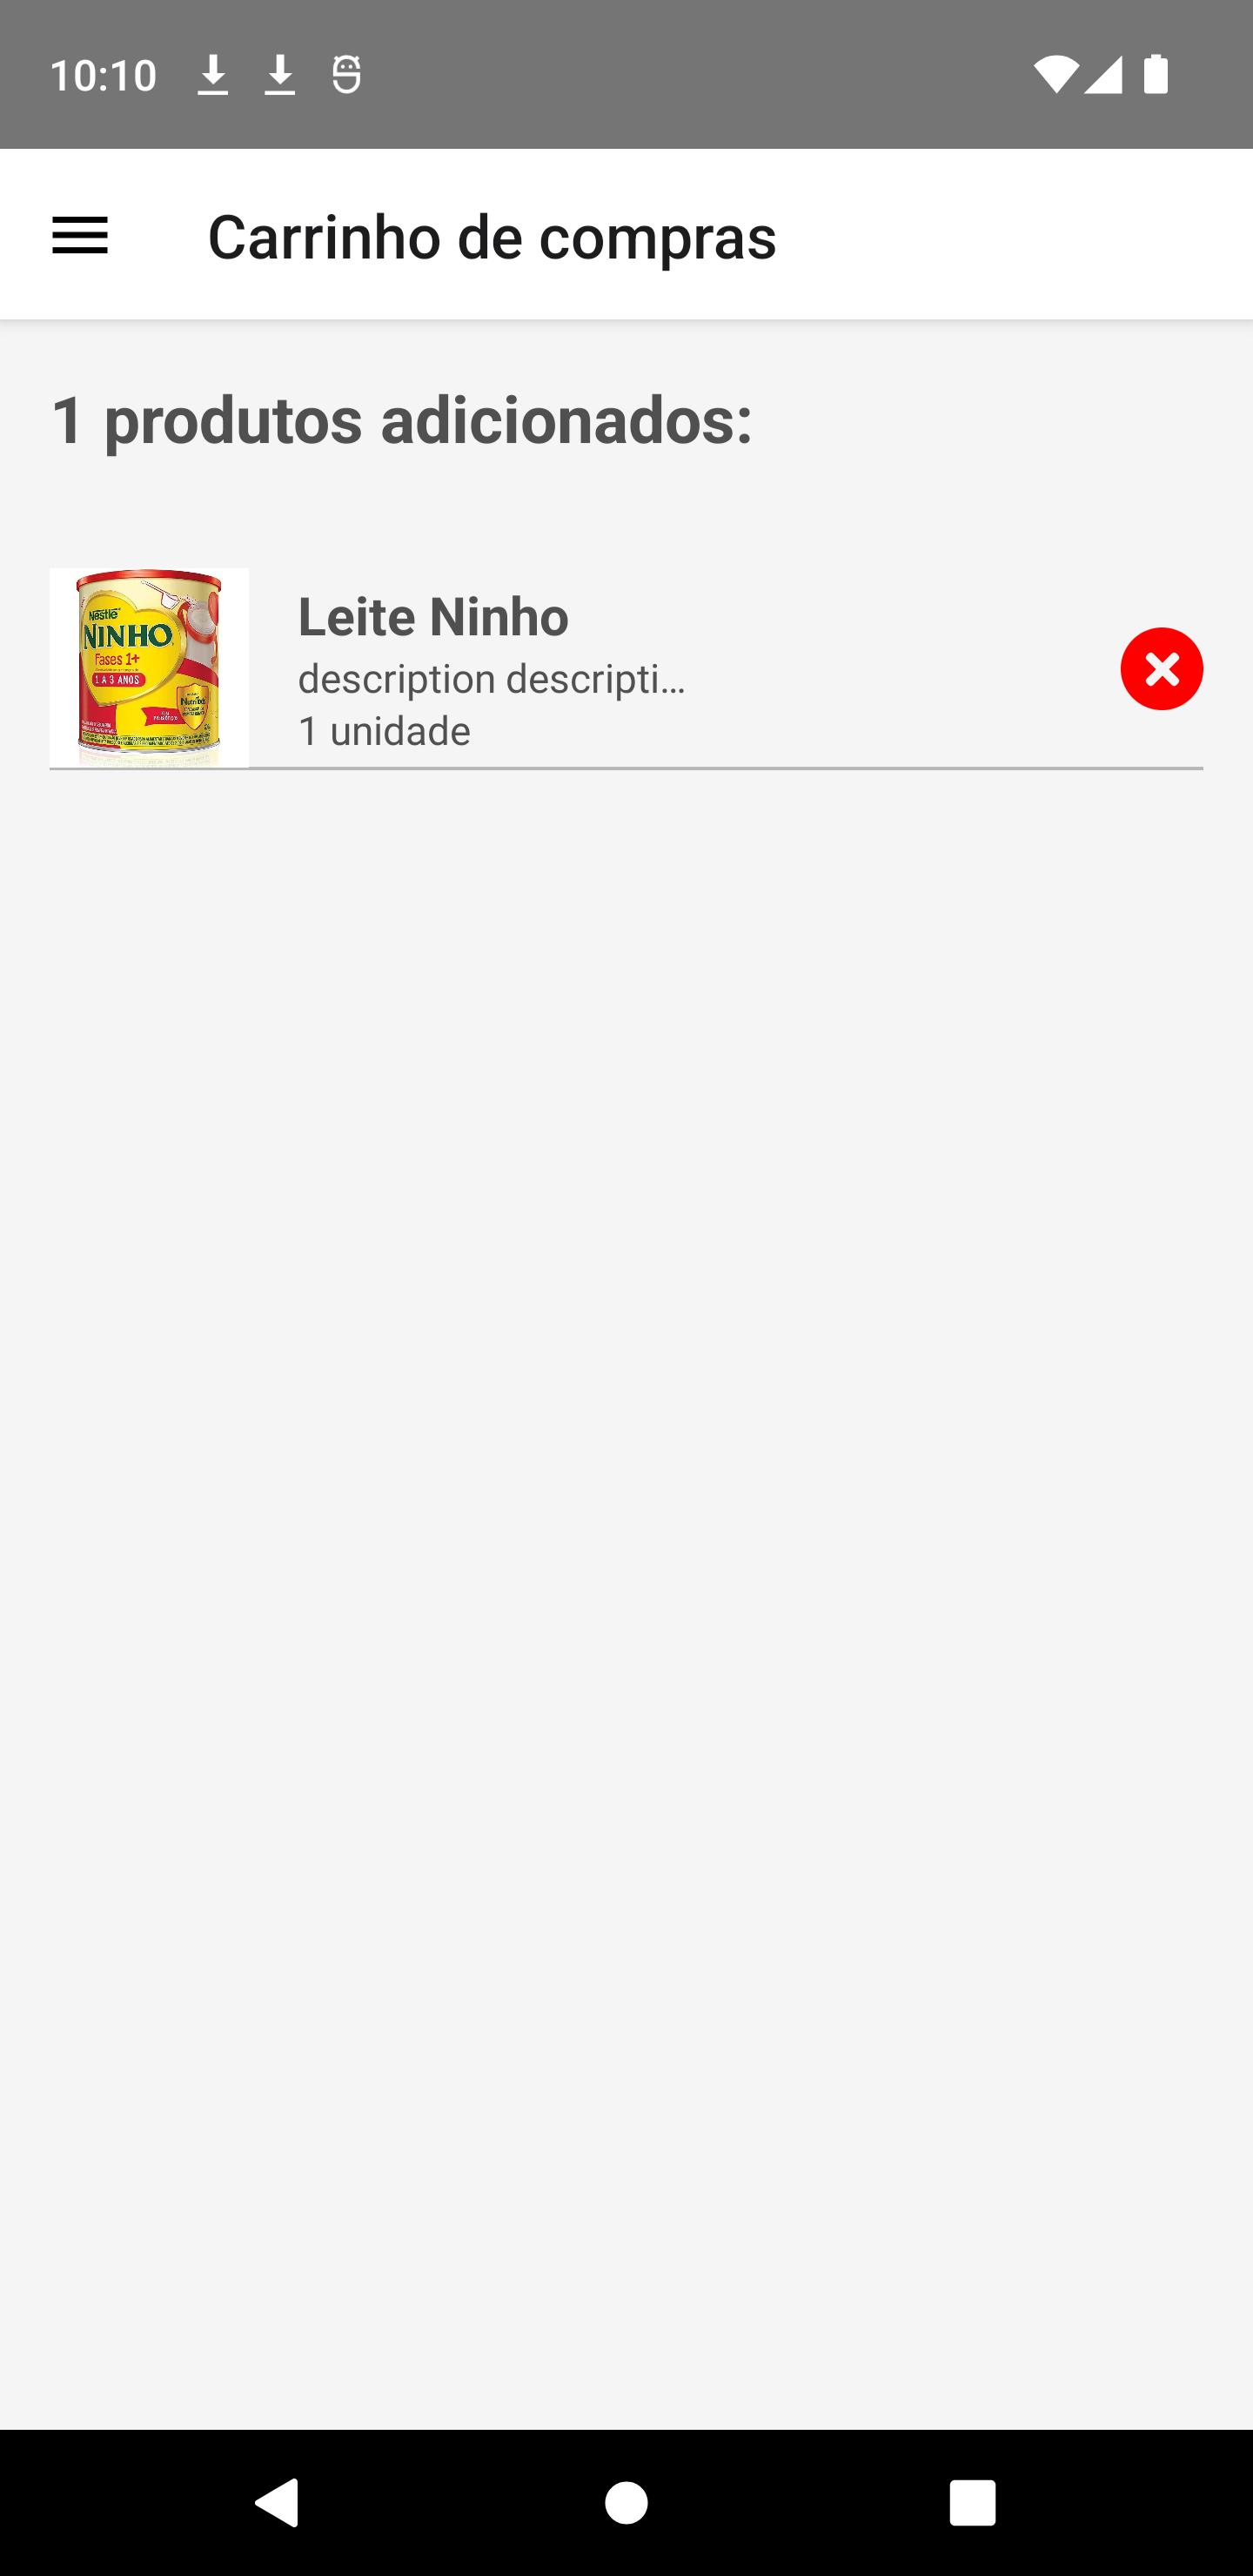 10:10
Carrinho de compras
1 produtos adicionados:
Nestlé
NINHO
Fases 1+
1 A 3 ANOS
Leite Ninho
description descripti...
1 unidade